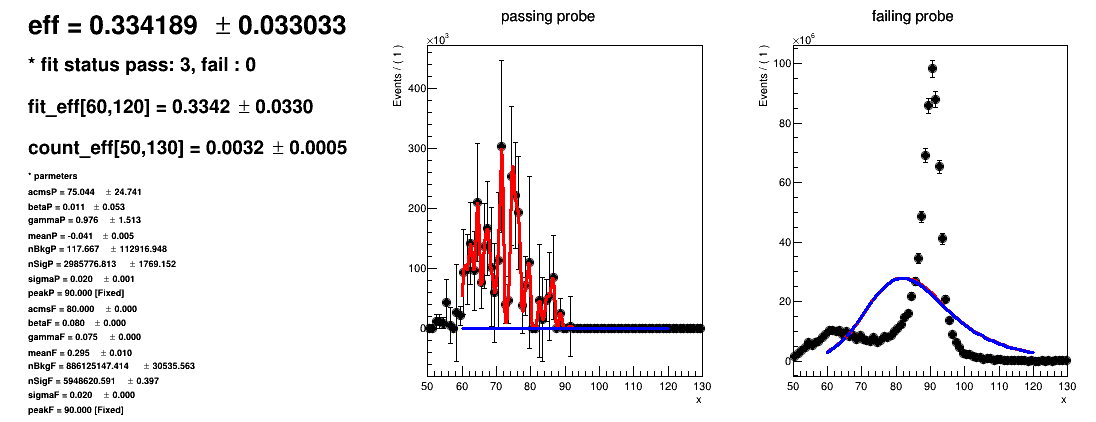 eff = 0.334189 ± 0.033033
* fit status pass: 3, fail : 0
fit_eff[60,120] = 0.3342 ± 0.0330
count_eff[50,130] = 0.0032 ± 0.0005
* parmeters
acmsP = 75.044 ± 24.741
betaP = 0.011 ± 0.053
gammaP = 0.976 ± 1.513
meanP = -0.041 ± 0.005
nBkgP = 117.667 ± 112916.948
nSigP = 2985776.813 ± 1769.152
sigmaP = 0.020 ± 0.001
peakP = 90.000 [Fixed]
acmsF = 80.000 ± 0.000
betaF = 0.080 ± 0.000
gammaF = 0.075 ± 0.000
meanF = 0.295 ± 0.010
nBkgF = 886125147.414 ± 30535.563
nSigF = 5948620.591 ± 0.397
sigmaF = 0.020 ± 0.000
peakF = 90.000 [Fixed]
passing probe
×10³
Events / ( 1 )
400
300
200
100
0
50 60 70 80 90 100 110 120 130
x
failing probe
×10⁶
Events / ( 1 )
100
80
60
40
20
0
50 60 70 80 90 100 110 120 130
x